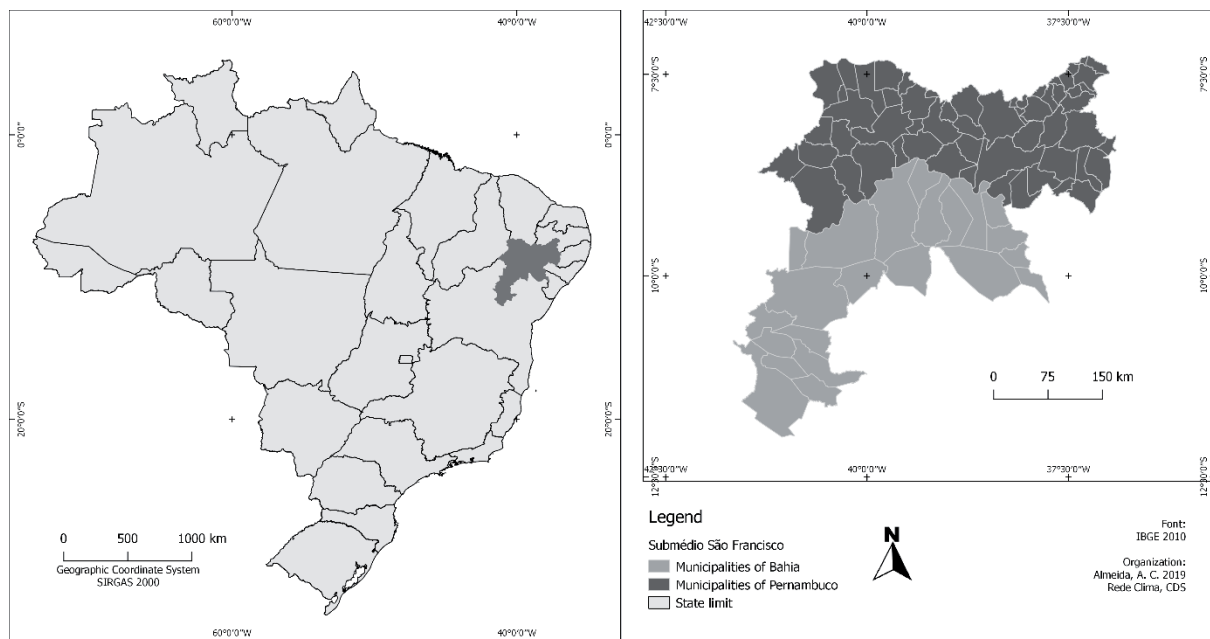 60°0'0"W
40°0'0"W
0°0'0"
0°0'0"
20°0'0"S
20°0'0"S
0 500 1000 km
Geographic Coordinate System
SIRGAS 2000
60°0'0"W
40°0'0"W
42°30'0"W
40°0'0"W
37°30'0"W
7°30'0"S
7°30'0"S
10°0'0"S
10°0'0"S
0 75 150 km
12°30'0"S
12°30'0"S
42°30'0"W
40°0'0"W
37°30'0"W
Legend
Submédio São Francisco
Municipalities of Bahia
Municipalities of Pernambuco
State limit
N
Font:
IBGE 2010
Organization:
Almeida, A. C. 2019
Rede Clima, CDS